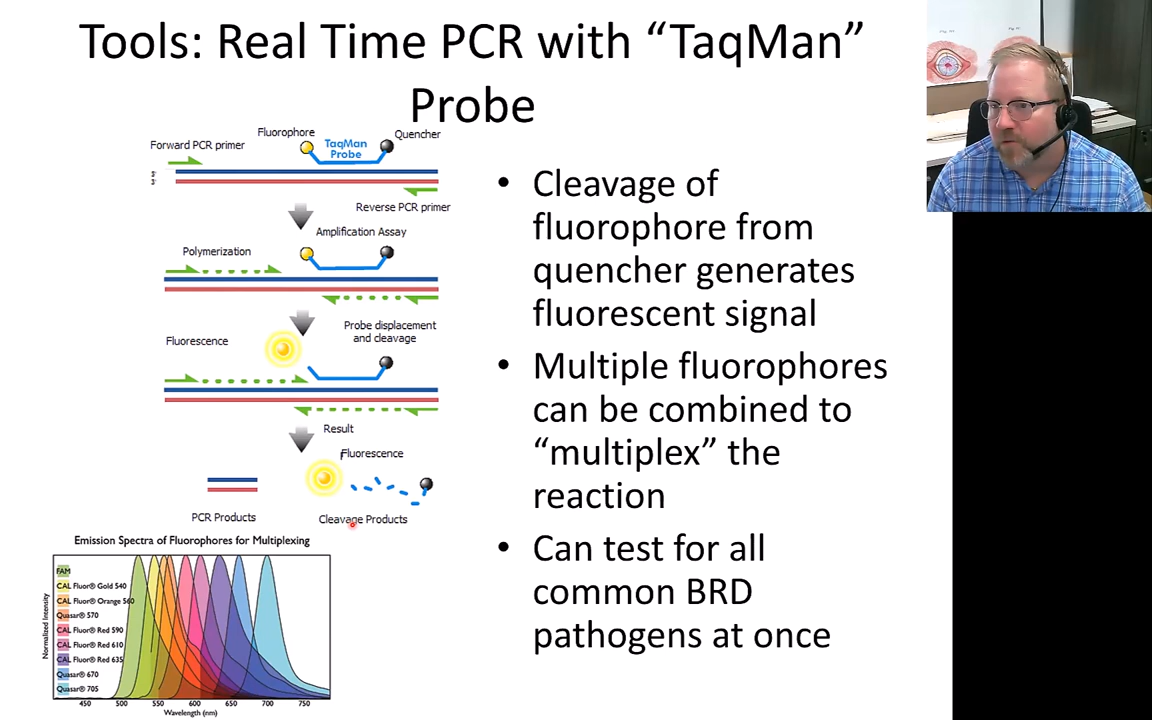 Tools: Real Time PCR with “TaqMan”
Probe
Fluorophore
Quencher
TaqMan
Probe
Forward PCR primer
5'
3'
Reverse PCR primer
Amplification Assay
Polymerization
Probe displacement
and cleavage
Fluorescence
Result
Fluorescence
PCR Products
Cleavage Products
Emission Spectra of Fluorophores for Multiplexing
Normalized Intensity
FAM
CAL Fluor® Gold 540
CAL Fluor® Orange 560
Quasar® 570
CAL Fluor® Red 590
CAL Fluor® Red 610
CAL Fluor® Red 635
Quasar® 670
Quasar® 705
450 500 550 600 650 700 750
Wavelength (nm)
• Cleavage of
fluorophore from
quencher generates
fluorescent signal
• Multiple fluorophores
can be combined to
“multiplex” the
reaction
• Can test for all
common BRD
pathogens at once